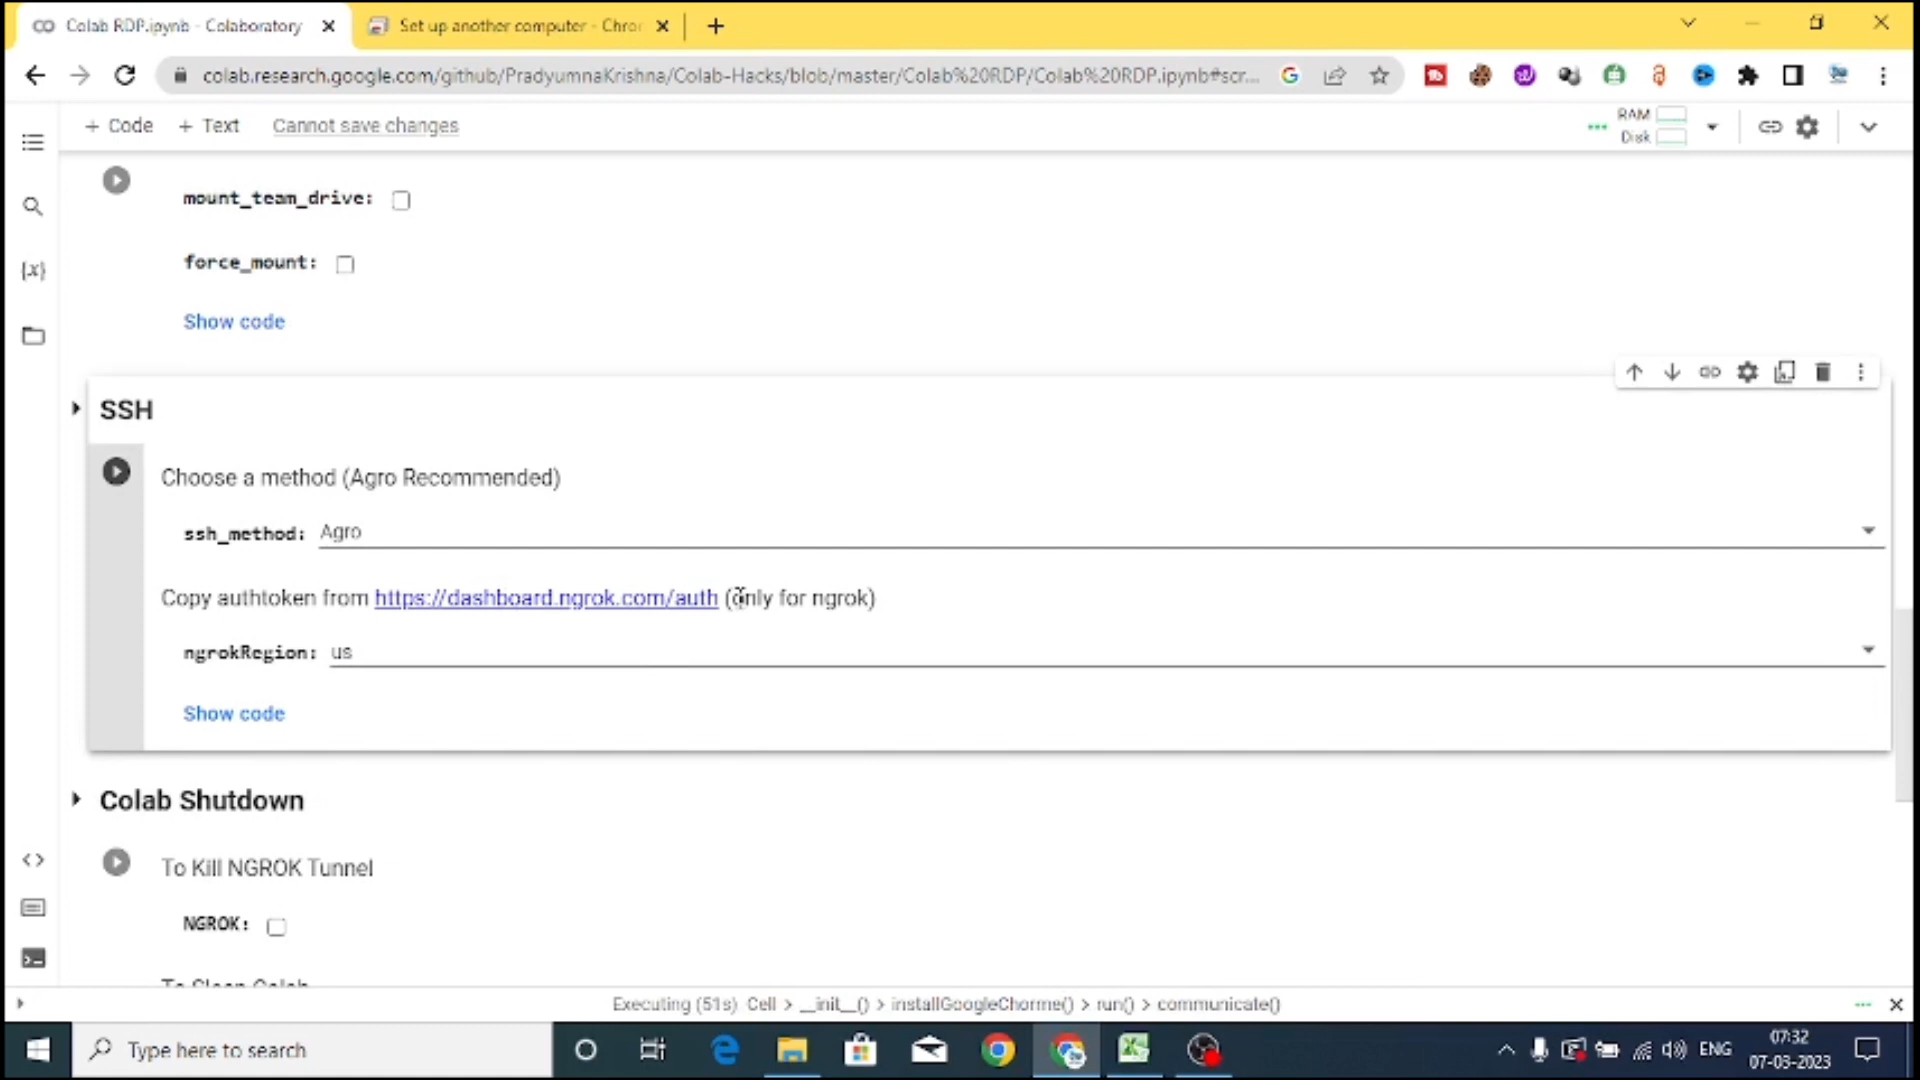 Colab RDP.ipynb - Colaboratory
Set up another computer - Chro
colab.research.google.com/github/PradyumnaKrishna/Colab-Hacks/blob/master/Colab%20RDP/Colab%20RDP.ipynb#scr...
+ Code + Text Cannot save changes
RAM
Disk
mount_team_drive:
force_mount:
Show code
SSH
Choose a method (Agro Recommended)
ssh_method: Agro
Copy authtoken from https://dashboard.ngrok.com/auth (only for ngrok)
ngrokRegion: us
Show code
Colab Shutdown
To Kill NGROK Tunnel
NGROK:
To Sleep Colab
Executing (51s) Cell > __init__() > installGoogleChorme() > run() > communicate()
Type here to search
ENG
07:32
07-03-2023